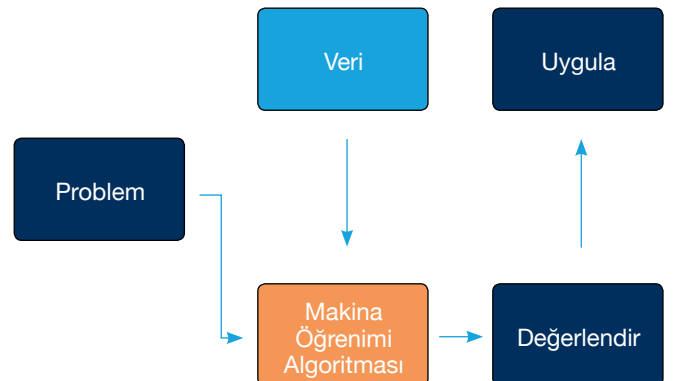 Veri
Uygula
Problem
Makina
Öğrenimi
Algoritması
Değerlendir